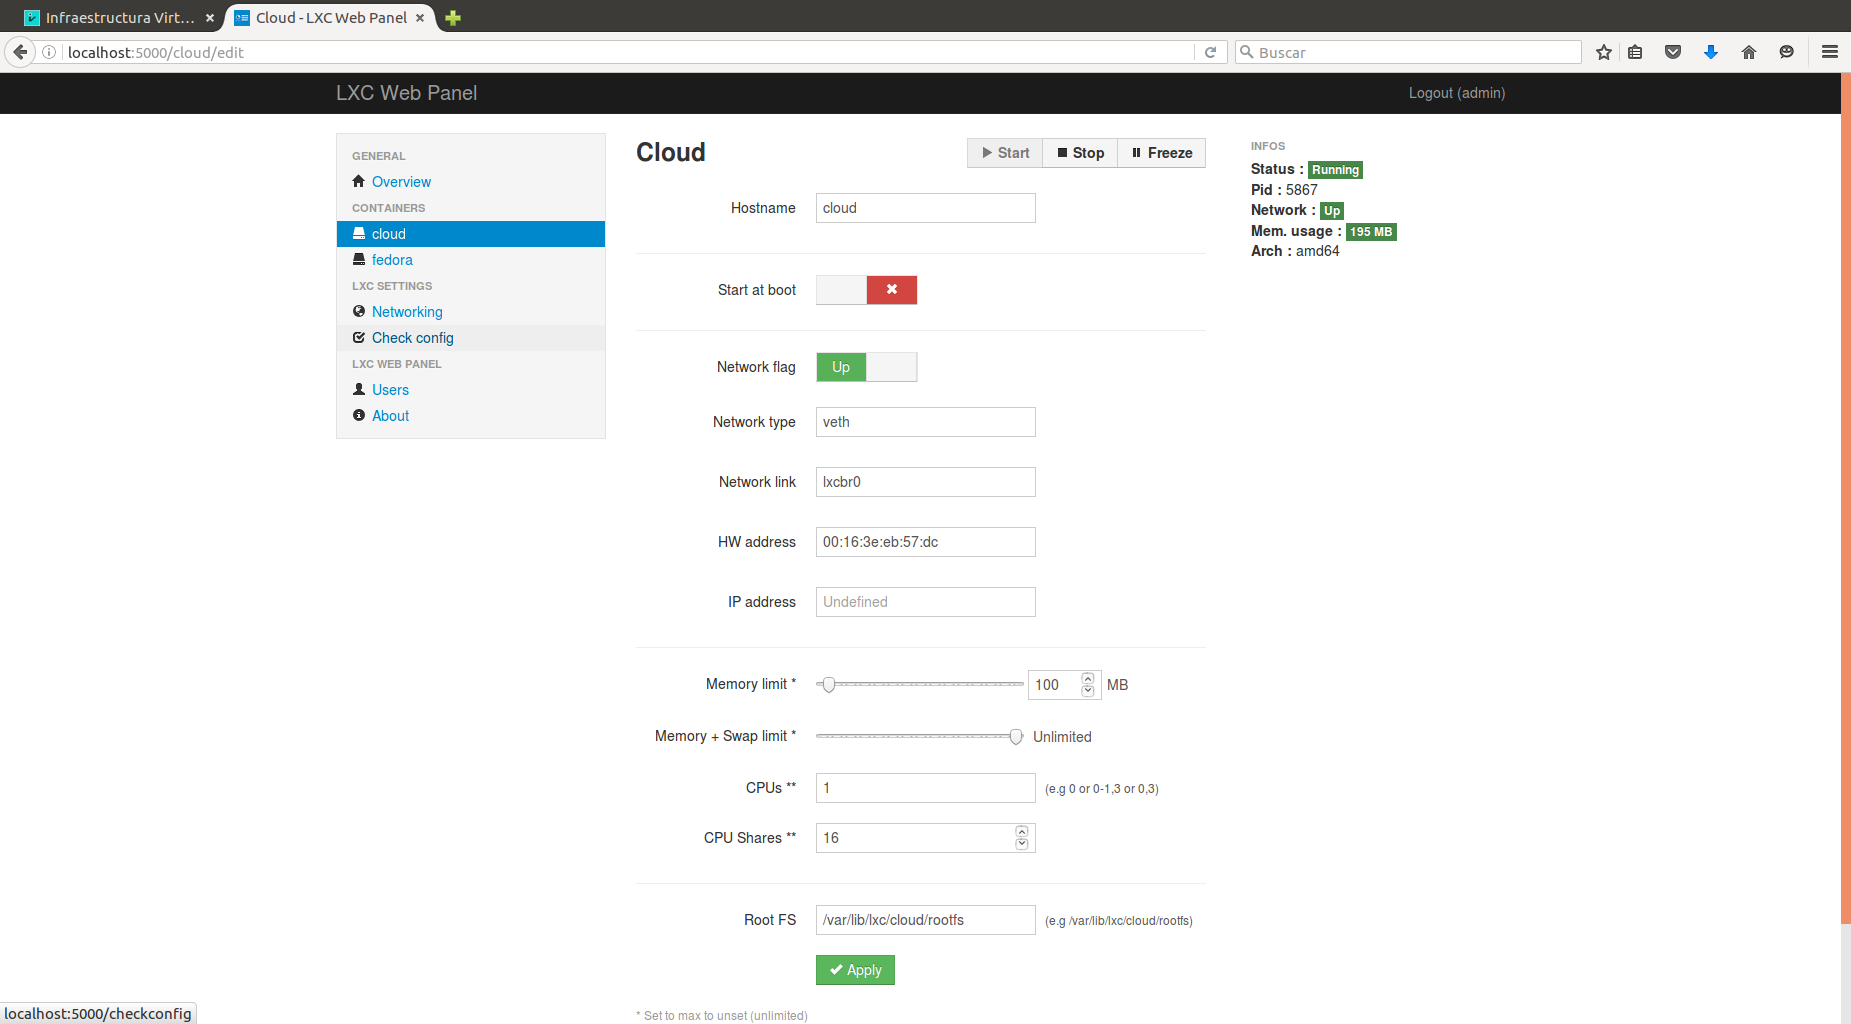 Infraestructura Virt...
Cloud - LXC Web Panel
localhost:5000/cloud/edit
Buscar
LXC Web Panel
Logout (admin)
GENERAL
Overview
CONTAINERS
cloud
fedora
LXC SETTINGS
Networking
Check config
LXC WEB PANEL
Users
About
Cloud
Start
Stop
Freeze
Hostname
cloud
Start at boot
Network flag
Up
Network type
veth
Network link
lxcbr0
HW address
00:16:3e:eb:57:dc
IP address
Undefined
Memory limit *
100
MB
Memory + Swap limit *
Unlimited
CPUs **
1
(e.g 0 or 0-1,3 or 0,3)
CPU Shares **
16
Root FS
/var/lib/lxc/cloud/rootfs
(e.g /var/lib/lxc/cloud/rootfs)
Apply
* Set to max to unset (unlimited)
INFOS
Status : Running
Pid : 5867
Network : Up
Mem. usage : 195 MB
Arch : amd64
localhost:5000/checkconfig